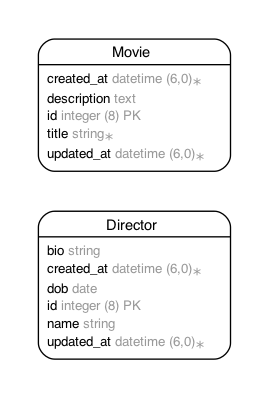 Movie
created_at datetime (6,0)*
description text
id integer (8) PK
title string*
updated_at datetime (6,0)*
Director
bio string
created_at datetime (6,0)*
dob date
id integer (8) PK
name string
updated_at datetime (6,0)*